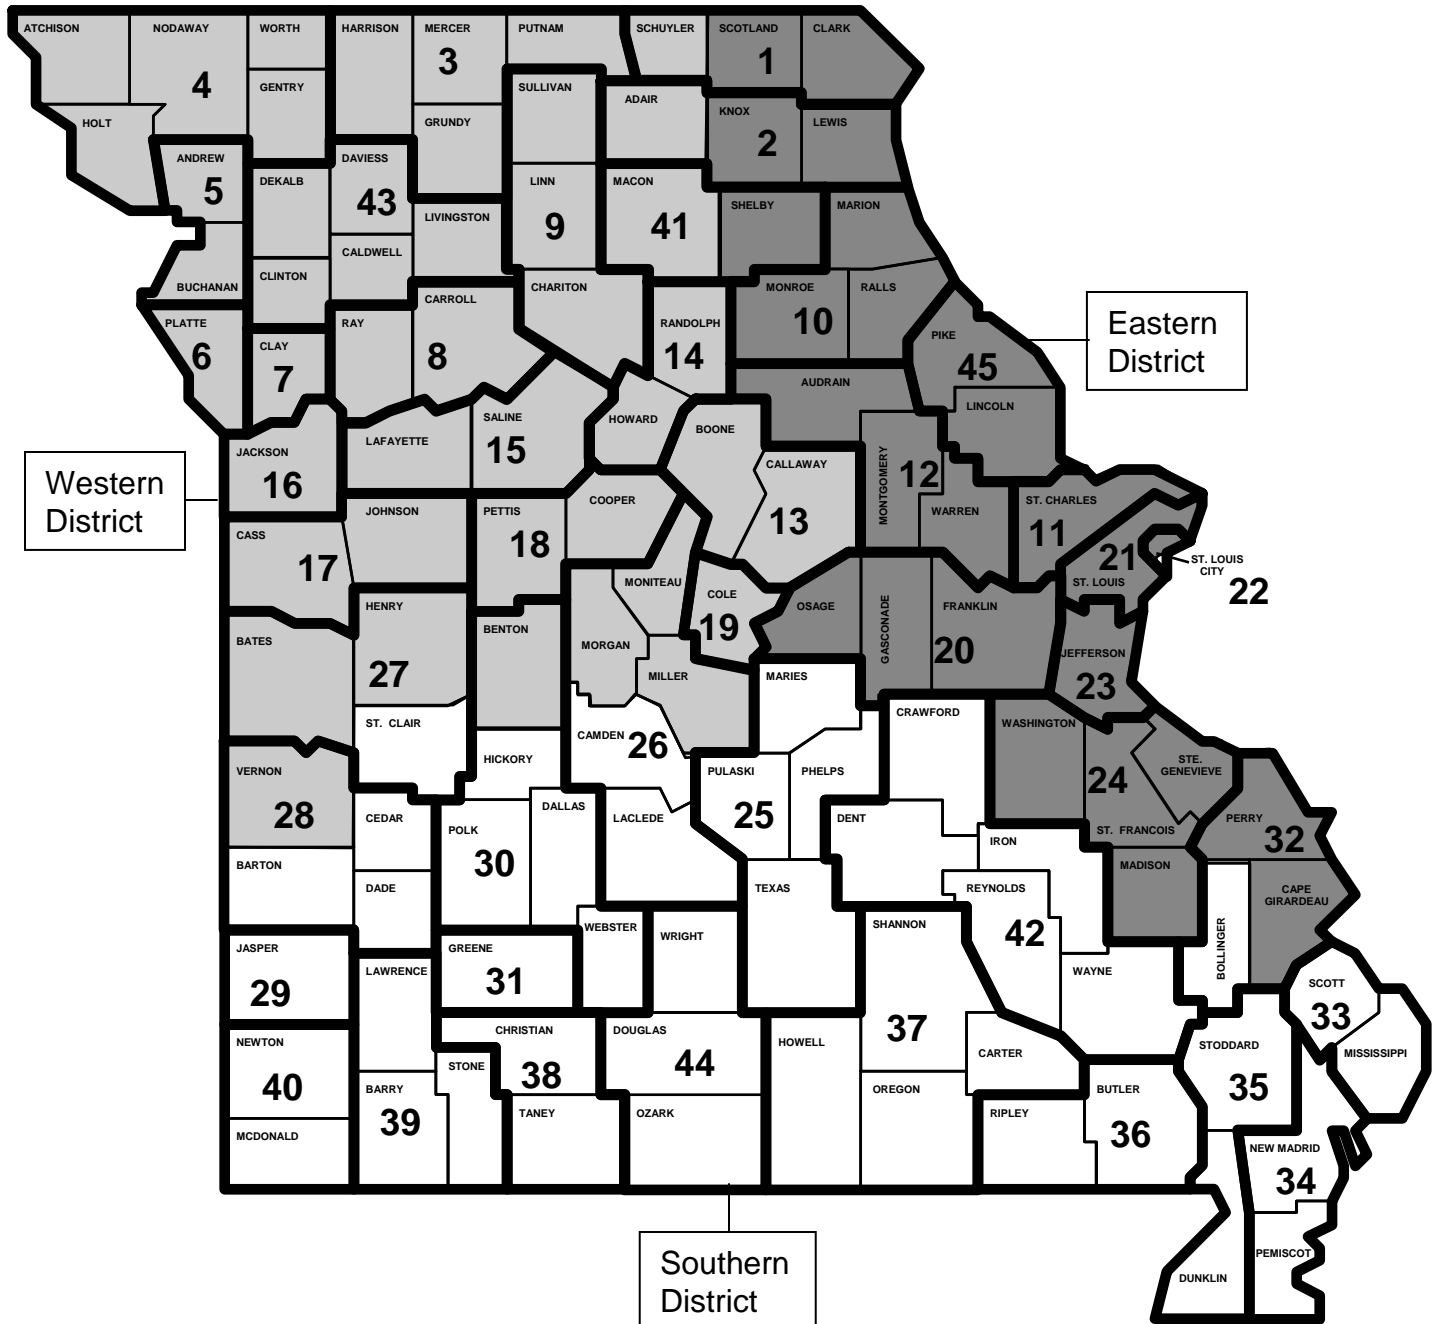 ATCHISON
NODAWAY
WORTH
HARRISON
MERCER
PUTNAM
SCHUYLER
SCOTLAND
CLARK
3
1
4
GENTRY
SULLIVAN
ADAIR
KNOX
LEWIS
HOLT
GRUNDY
2
ANDREW
DAVIESS
5
DEKALB
43
LINN
MACON
SHELBY
MARION
LIVINGSTON
9
41
CALDWELL
CLINTON
BUCHANAN
CARROLL
CHARITON
MONROE
RALLS
PLATTE
RAY
RANDOLPH
10
PIKE
6
CLAY
8
14
7
45
Eastern
District
AUDRAIN
LINCOLN
SALINE
HOWARD
BOONE
LAFAYETTE
15
JACKSON
16
CALLAWAY
MONTGOMERY
12
Western
District
COOPER
ST. CHARLES
JOHNSON
PETTIS
WARREN
13
11
CASS
18
17
21
ST. LOUIS
CITY
22
MONITEAU
ST. LOUIS
COLE
HENRY
OSAGE
GASCONADE
FRANKLIN
BENTON
19
BATES
MORGAN
20
JEFFERSON
27
MILLER
MARIES
23
ST. CLAIR
CAMDEN
26
CRAWFORD
WASHINGTON
HICKORY
STE.
GENEVIEVE
VERNON
PULASKI
PHELPS
24
28
CEDAR
DALLAS
LACLEDE
25
DENT
POLK
ST. FRANCOIS
PERRY
32
30
IRON
BARTON
MADISON
DADE
TEXAS
REYNOLDS
CAPE
GIRARDEAU
WEBSTER
SHANNON
42
WRIGHT
JASPER
GREENE
BOLLINGER
29
LAWRENCE
31
WAYNE
SCOTT
33
CHRISTIAN
DOUGLAS
37
NEWTON
HOWELL
STODDARD
MISSISSIPPI
40
STONE
38
44
CARTER
35
BARRY
39
OREGON
BUTLER
TANEY
OZARK
RIPLEY
36
MCDONALD
NEW MADRID
34
Southern
District
PEMISCOT
DUNKLIN